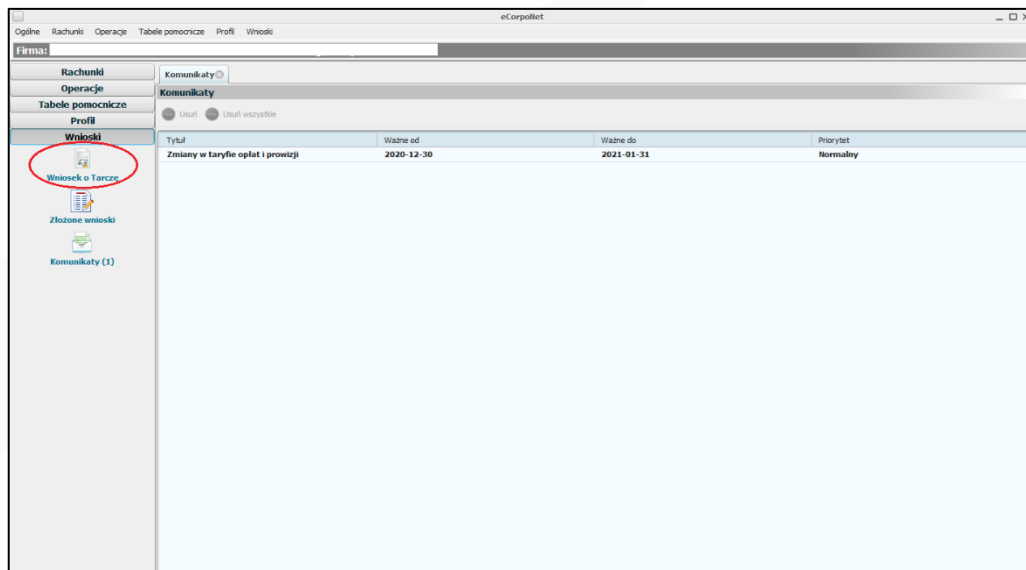 eCorpoNet
Ogólne Rachunki Operacje Tabele pomocnicze Profil Wnioski
Firma:
Rachunki
Operacje
Tabele pomocnicze
Profil
Wnioski
Wniosek o Tarczę
Złożone wnioski
Komunikaty (1)
Komunikaty
Komunikaty
Usuń Usuń wszystkie
Tytuł Ważne od Ważne do Priorytet
Zmiany w taryfie opłat i prowizji 2020-12-30 2021-01-31 Normalny